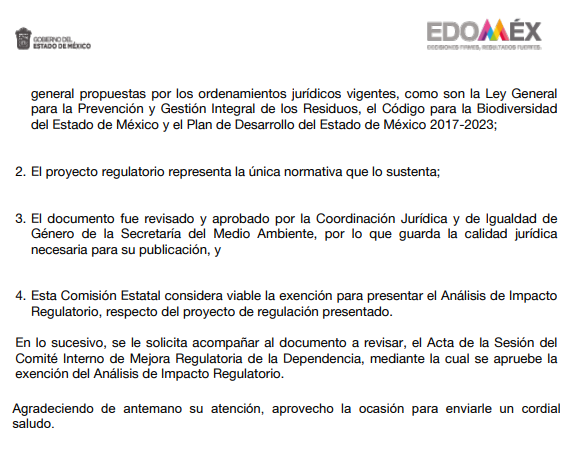 GOBIERNO DEL
ESTADO DE MÉXICO
EDOMÉX
DECISIONES FIRMES, RESULTADOS FUERTES.
general propuestas por los ordenamientos jurídicos vigentes, como son la Ley General
para la Prevención y Gestión Integral de los Residuos, el Código para la Biodiversidad
del Estado de México y el Plan de Desarrollo del Estado de México 2017-2023;
2. El proyecto regulatorio representa la única normativa que lo sustenta;
3. El documento fue revisado y aprobado por la Coordinación Jurídica y de Igualdad de
Género de la Secretaría del Medio Ambiente, por lo que guarda la calidad jurídica
necesaria para su publicación, y
4. Esta Comisión Estatal considera viable la exención para presentar el Análisis de Impacto
Regulatorio, respecto del proyecto de regulación presentado.
En lo sucesivo, se le solicita acompañar al documento a revisar, el Acta de la Sesión del
Comité Interno de Mejora Regulatoria de la Dependencia, mediante la cual se apruebe la
exención del Análisis de Impacto Regulatorio.
Agradeciendo de antemano su atención, aprovecho la ocasión para enviarle un cordial
saludo.